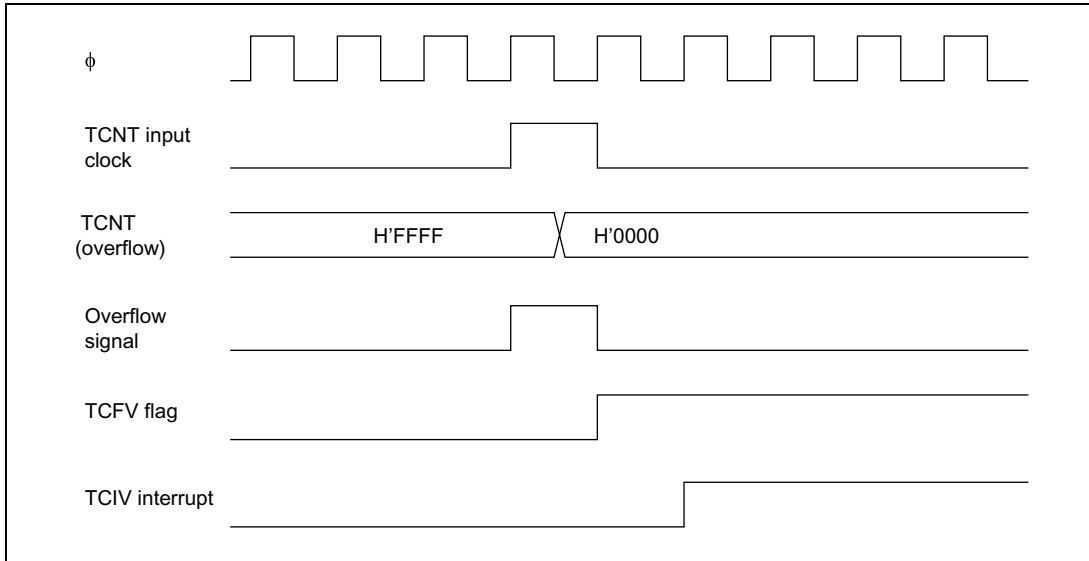 ϕ
TCNT input
clock
TCNT
(overflow)
H'FFFF
H'0000
Overflow
signal
TCFV flag
TCIV interrupt